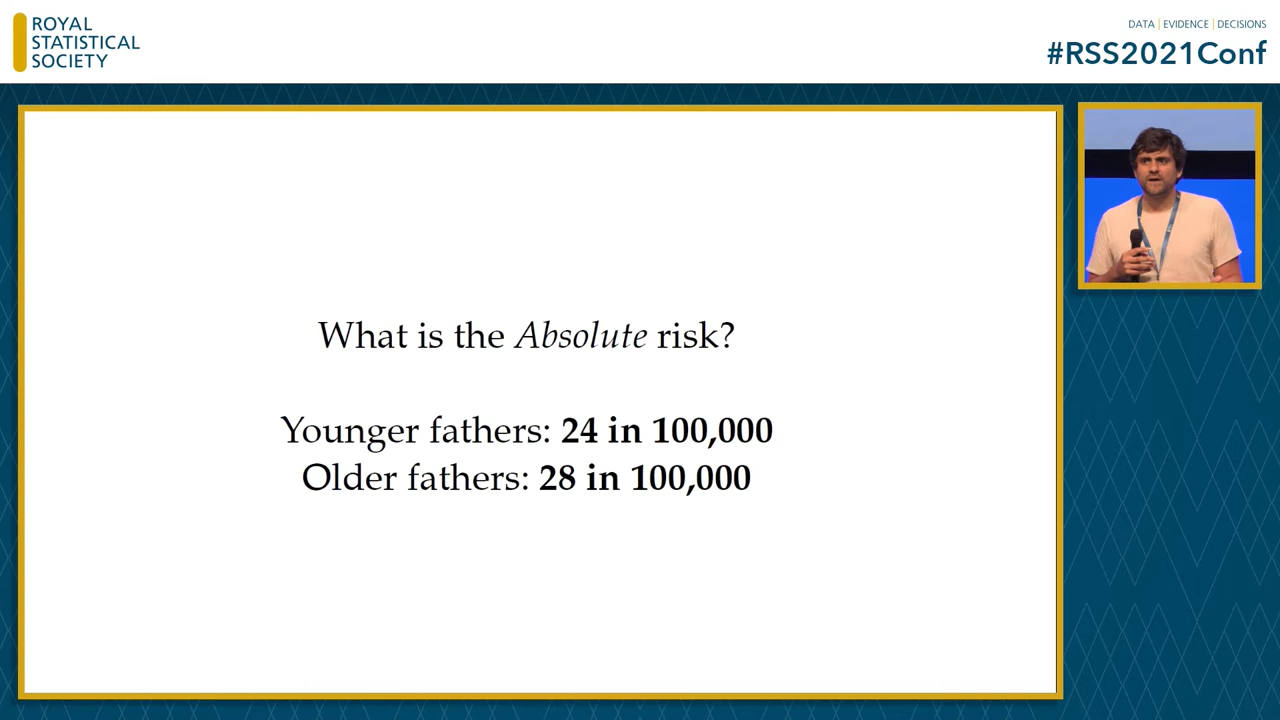 ROYAL
STATISTICAL
SOCIETY
DATA | EVIDENCE | DECISIONS
#RSS2021Conf
What is the Absolute risk?
Younger fathers: 24 in 100,000
Older fathers: 28 in 100,000